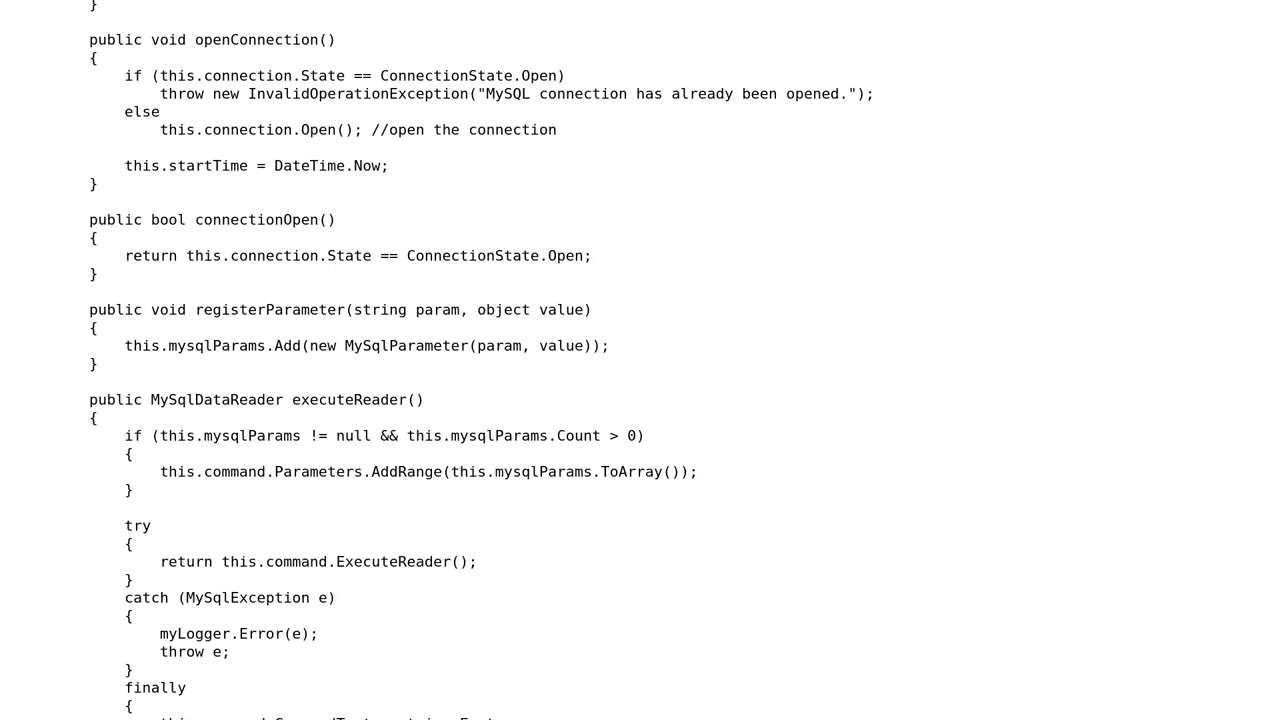 }
public void openConnection()
{
if (this.connection.State == ConnectionState.Open)
throw new InvalidOperationException("MySQL connection has already been opened.");
else
this.connection.Open(); //open the connection
this.startTime = DateTime.Now;
}
public bool connectionOpen()
{
return this.connection.State == ConnectionState.Open;
}
public void registerParameter(string param, object value)
{
this.mysqlParams.Add(new MySqlParameter(param, value));
}
public MySqlDataReader executeReader()
{
if (this.mysqlParams != null && this.mysqlParams.Count > 0)
{
this.command.Parameters.AddRange(this.mysqlParams.ToArray());
}
try
{
return this.command.ExecuteReader();
}
catch (MySqlException e)
{
myLogger.Error(e);
throw e;
}
finally
{